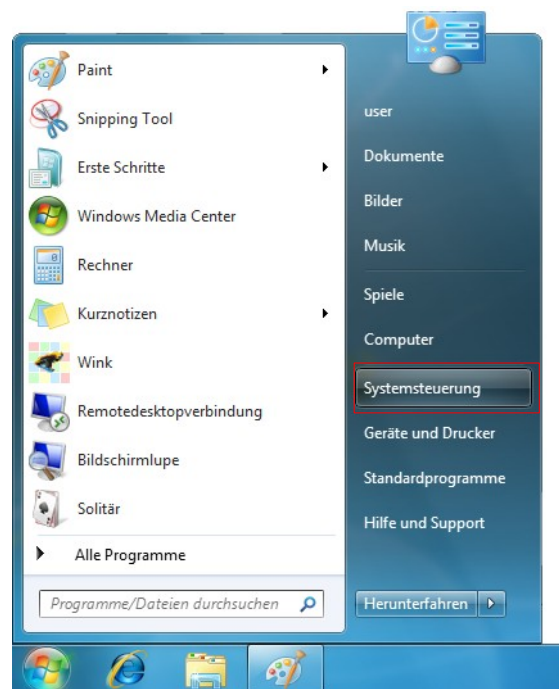 Paint
Snipping Tool
Erste Schritte
Windows Media Center
Rechner
Kurznotizen
Wink
Remotedesktopverbindung
Bildschirmlupe
Solitär
Alle Programme
Programme/Dateien durchsuchen
user
Dokumente
Bilder
Musik
Spiele
Computer
Systemsteuerung
Geräte und Drucker
Standardprogramme
Hilfe und Support
Herunterfahren